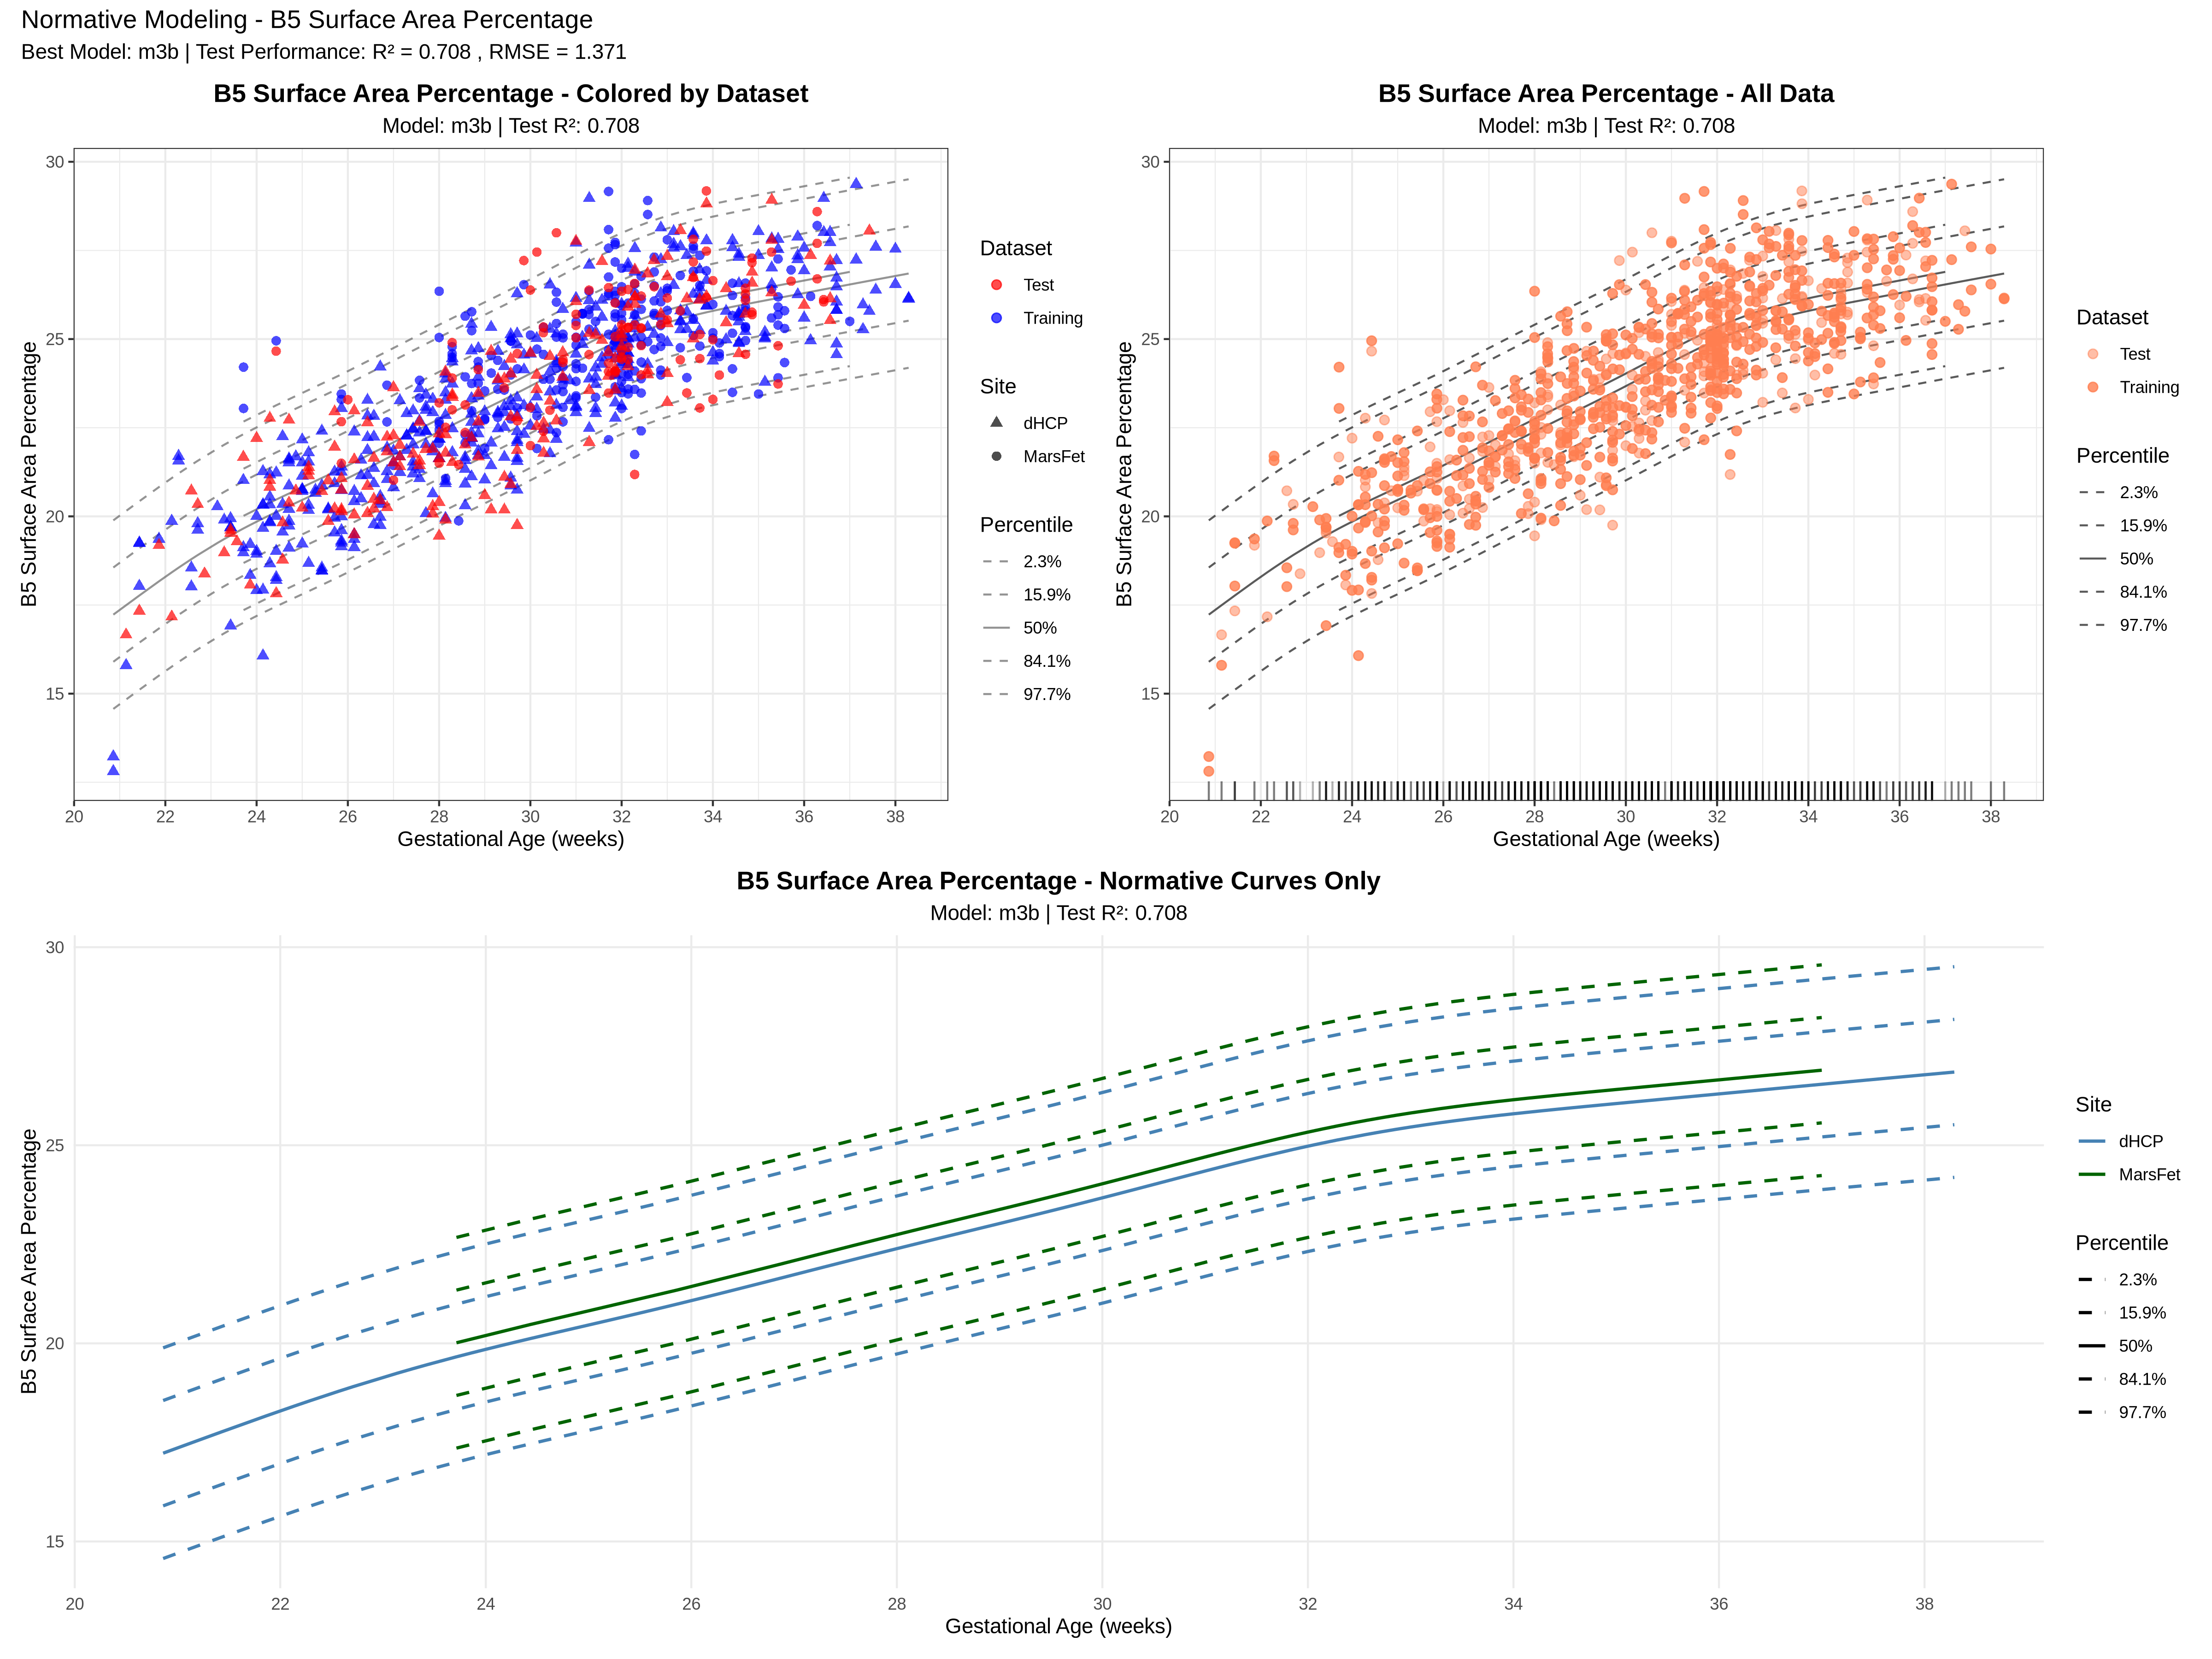 Normative Modeling - B5 Surface Area Percentage
Best Model: m3b | Test Performance: R² = 0.708 , RMSE = 1.371
B5 Surface Area Percentage - Colored by Dataset
Model: m3b | Test R²: 0.708
B5 Surface Area Percentage
30
25
20
15
20 22 24 26 28 30 32 34 36 38
Gestational Age (weeks)
Dataset
Test
Training
Site
dHCP
MarsFet
Percentile
2.3%
15.9%
50%
84.1%
97.7%
B5 Surface Area Percentage - All Data
Model: m3b | Test R²: 0.708
B5 Surface Area Percentage
30
25
20
15
20 22 24 26 28 30 32 34 36 38
Gestational Age (weeks)
Dataset
Test
Training
Percentile
2.3%
15.9%
50%
84.1%
97.7%
B5 Surface Area Percentage - Normative Curves Only
Model: m3b | Test R²: 0.708
B5 Surface Area Percentage
30
25
20
15
20 22 24 26 28 30 32 34 36 38
Gestational Age (weeks)
Site
dHCP
MarsFet
Percentile
2.3%
15.9%
50%
84.1%
97.7%